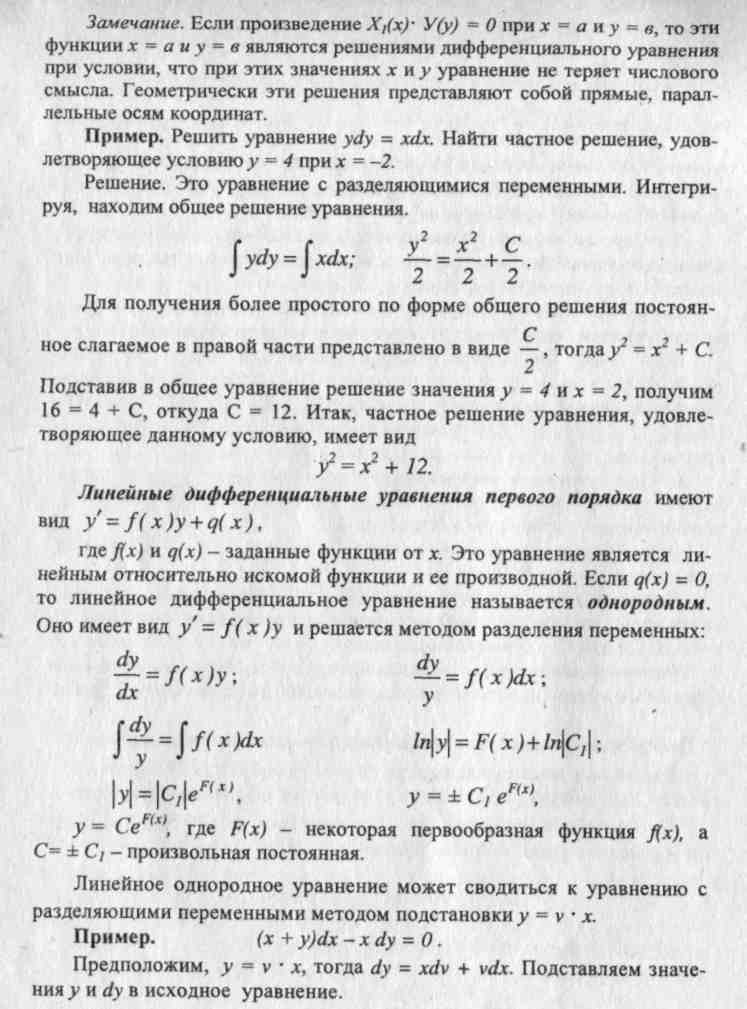 Замечание. Если произведение X₁(x)· У(y) = 0 при x = a и y = в, то эти
функции x = a и y = в являются решениями дифференциального уравнения
при условии, что при этих значениях x и y уравнение не теряет числового
смысла. Геометрически эти решения представляют собой прямые, парал-
лельные осям координат.
Пример. Решить уравнение ydy = xdx. Найти частное решение, удов-
летворяющее условию y = 4 при x = –2.
Решение. Это уравнение с разделяющимися переменными. Интегри-
руя, находим общее решение уравнения.
∫ ydy = ∫ xdx; y²/2 = x²/2 + C/2 .
Для получения более простого по форме общего решения постоян-
ное слагаемое в правой части представлено в виде C/2 , тогда y² = x² + C.
Подставив в общее уравнение решение значения y = 4 и x = 2, получим
16 = 4 + C, откуда C = 12. Итак, частное решение уравнения, удовле-
творяющее данному условию, имеет вид
y² = x² + 12.
Линейные дифференциальные уравнения первого порядка имеют
вид y′ = f( x )y + q( x ),
где f(x) и q(x) – заданные функции от x. Это уравнение является ли-
нейным относительно искомой функции и ее производной. Если q(x) = 0,
то линейное дифференциальное уравнение называется однородным.
Оно имеет вид y′ = f( x )y и решается методом разделения переменных:
dy/dx = f( x )y ; dy/y = f( x )dx ;
∫ dy/y = ∫ f( x )dx ln|y| = F( x ) + ln|C₁| ;
|y| = |C₁|e^F( x ), y = ± C₁ e^F(x),
y = Ce^F(x), где F(x) – некоторая первообразная функция f(x), а
C= ± C₁ – произвольная постоянная.
Линейное однородное уравнение может сводиться к уравнению с
разделяющими переменными методом подстановки y = v · x.
Пример. (x + y)dx – x dy = 0 .
Предположим, y = v · x, тогда dy = xdv + vdx. Подставляем значе-
ния y и dy в исходное уравнение.